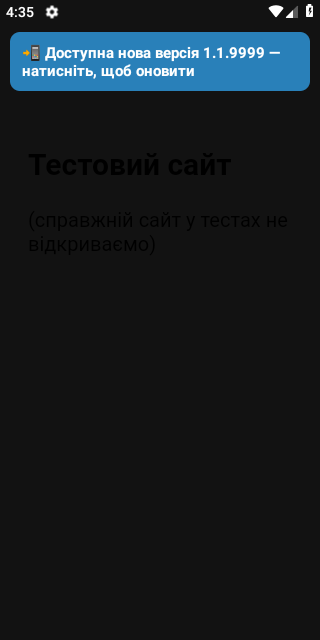 4:35
📲 Доступна нова версія 1.1.9999 —
натисніть, щоб оновити
Тестовий сайт
(справжній сайт у тестах не
відкриваємо)